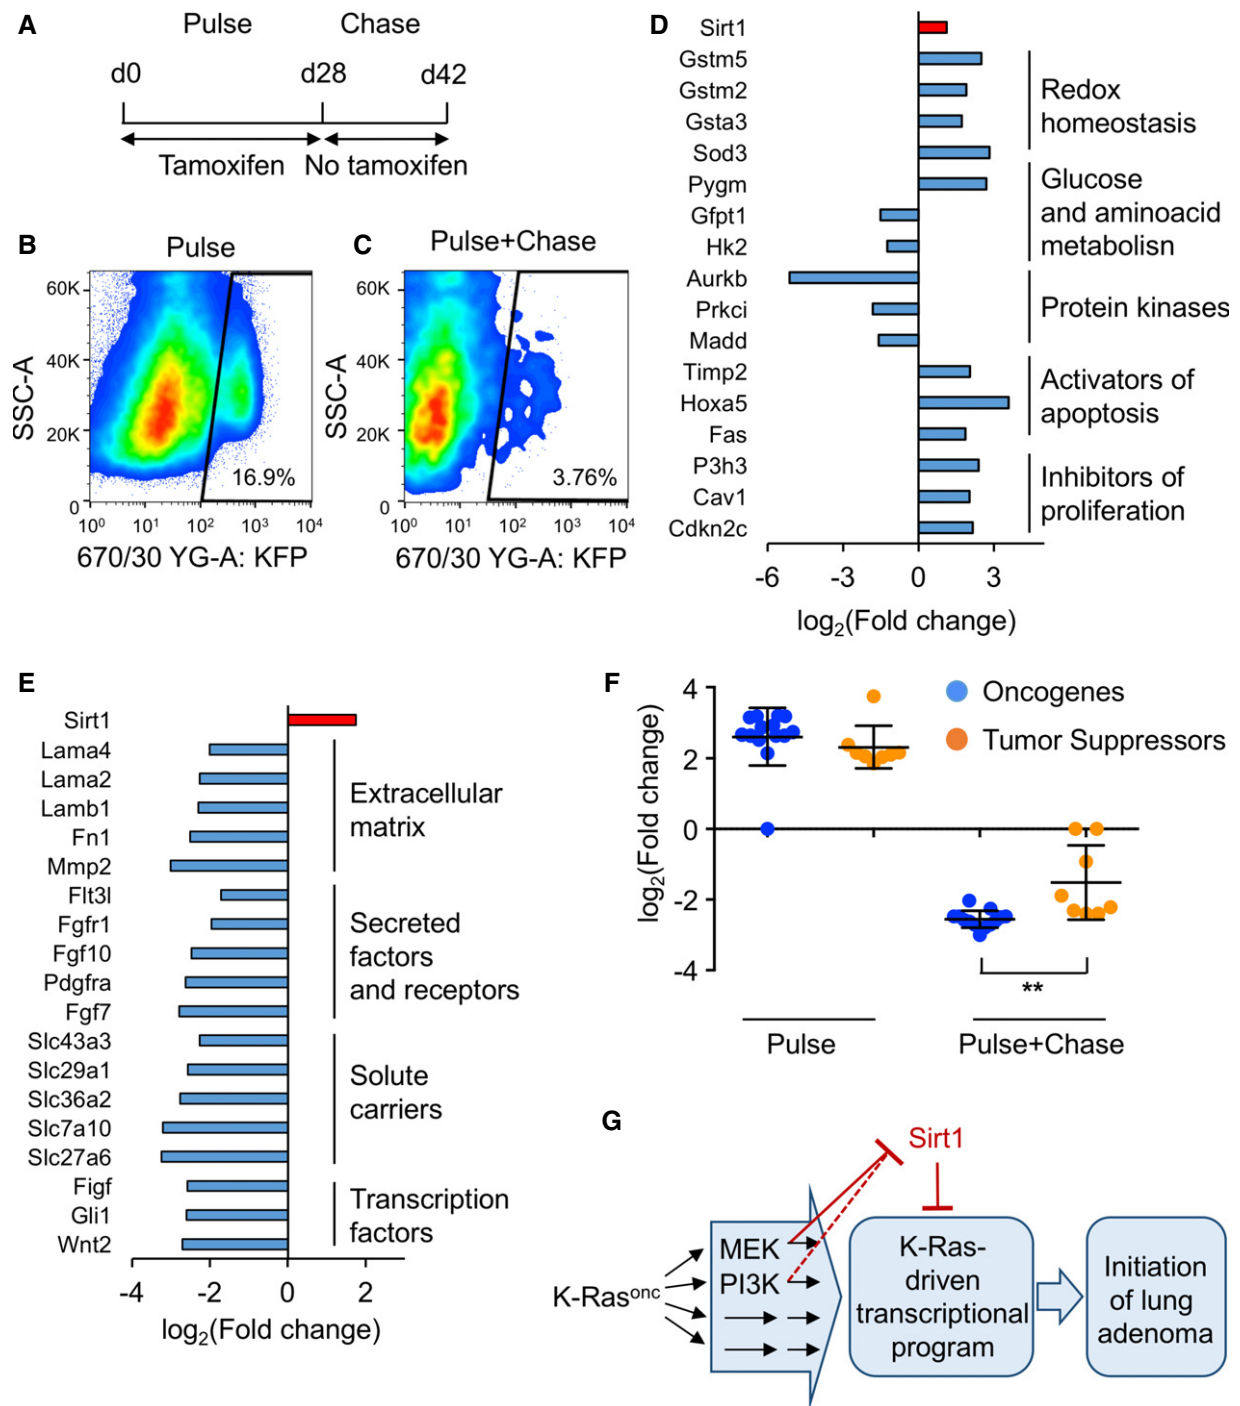 A
Pulse Chase
d0 d28 d42
Tamoxifen No tamoxifen
B
Pulse
60K
40K
20K
0
SSC-A
16.9%
10⁰ 10¹ 10² 10³ 10⁴
670/30 YG-A: KFP
C
Pulse+Chase
60K
40K
20K
0
SSC-A
3.76%
10⁰ 10¹ 10² 10³ 10⁴
670/30 YG-A: KFP
D
Sirt1
Gstm5
Gstm2
Gsta3
Sod3
Pygm
Gfpt1
Hk2
Aurkb
Prkci
Madd
Timp2
Hoxa5
Fas
P3h3
Cav1
Cdkn2c
Redox
homeostasis
Glucose
and aminoacid
metabolisn
Protein kinases
Activators of
apoptosis
Inhibitors of
proliferation
-6 -3 0 3
log₂(Fold change)
E
Sirt1
Lama4
Lama2
Lamb1
Fn1
Mmp2
Flt3l
Fgfr1
Fgf10
Pdgfra
Fgf7
Slc43a3
Slc29a1
Slc36a2
Slc7a10
Slc27a6
Figf
Gli1
Wnt2
Extracellular
matrix
Secreted
factors
and receptors
Solute
carriers
Transcription
factors
-4 -2 0 2
log₂(Fold change)
F
4
2
0
-2
-4
log₂(Fold change)
Oncogenes
Tumor Suppressors
**
Pulse Pulse+Chase
G
Sirt1
K-Rasᵒⁿᶜ
MEK
PI3K
K-Ras-
driven
transcriptional
program
Initiation
of lung
adenoma